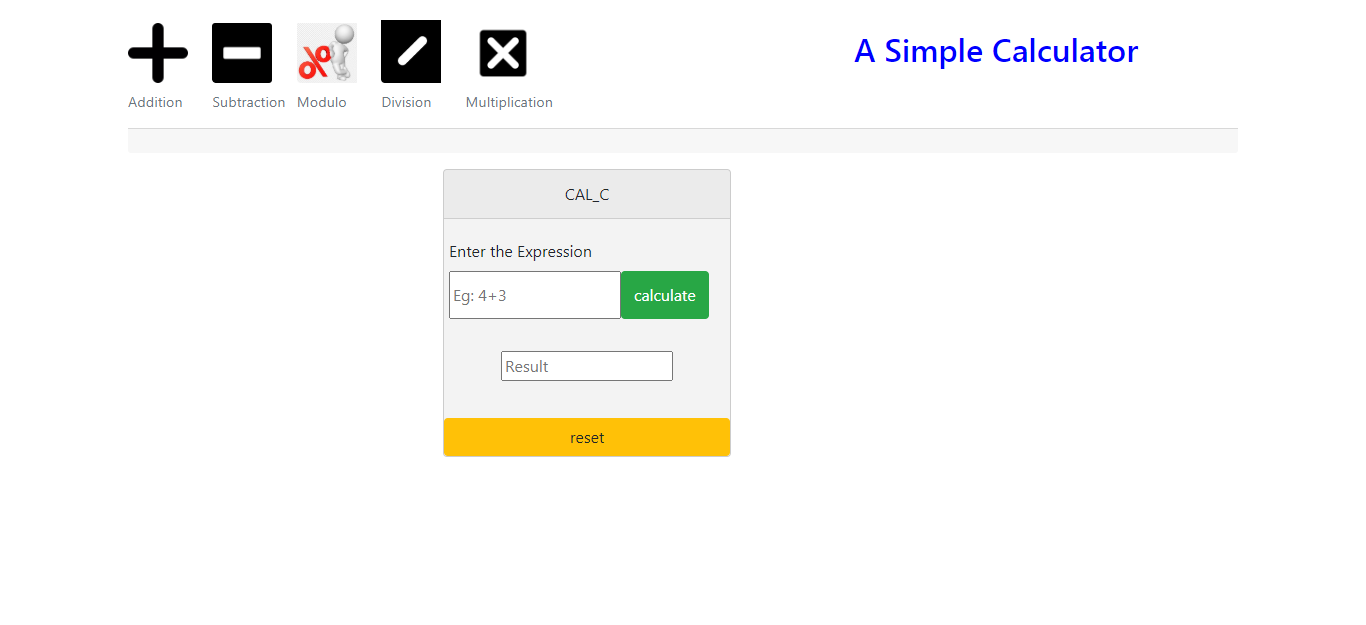 A Simple Calculator
Addition Subtraction Modulo Division Multiplication
CAL_C
Enter the Expression
Eg: 4+3 calculate
Result
reset